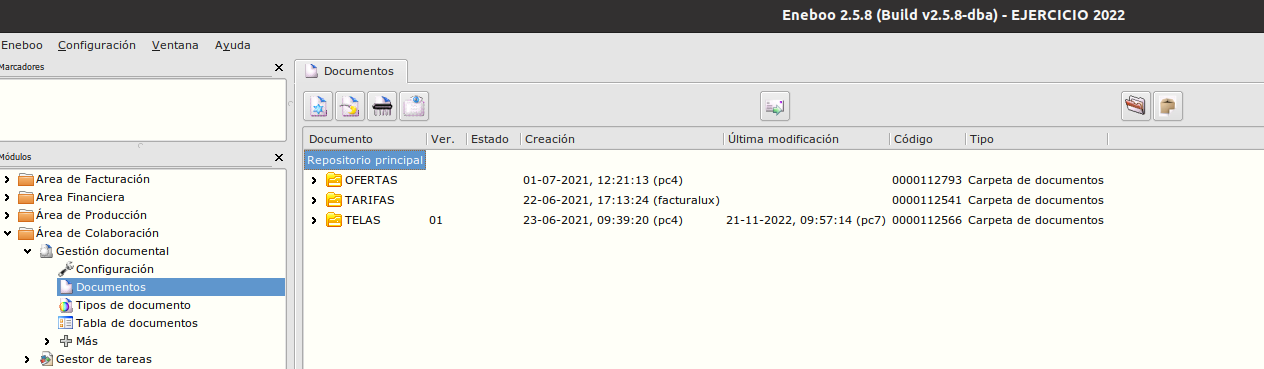 Eneboo 2.5.8 (Build v2.5.8-dba) - EJERCICIO 2022
Eneboo Configuración Ventana Ayuda
Marcadores
Documentos
Documento Ver. Estado Creación Última modificación Código Tipo
Repositorio principal
OFERTAS 01-07-2021, 12:21:13 (pc4) 0000112793 Carpeta de documentos
TARIFAS 22-06-2021, 17:13:24 (facturalux) 0000112541 Carpeta de documentos
TELAS 01 23-06-2021, 09:39:20 (pc4) 21-11-2022, 09:57:14 (pc7) 0000112566 Carpeta de documentos
Módulos
Area de Facturación
Area Financiera
Área de Producción
Área de Colaboración
Gestión documental
Configuración
Documentos
Tipos de documento
Tabla de documentos
Más
Gestor de tareas